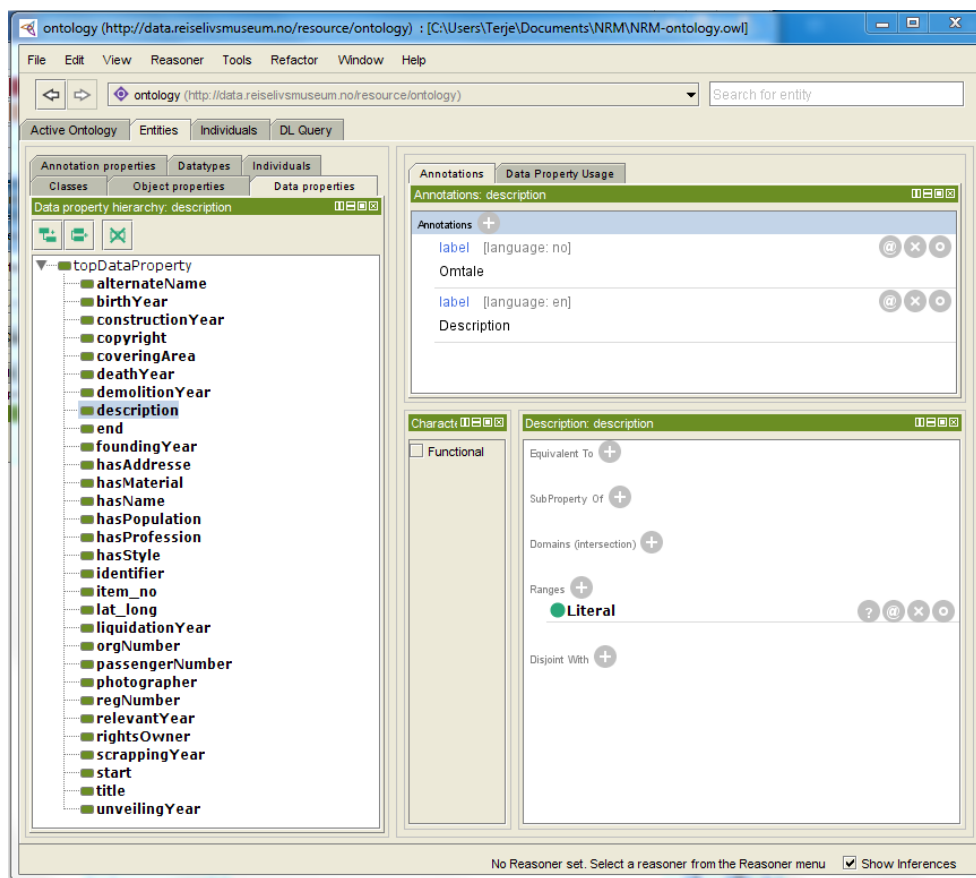 ontology (http://data.reiselivsmuseum.no/resource/ontology) : [C:\Users\Terje\Documents\NRM\NRM-ontology.owl]
File Edit View Reasoner Tools Refactor Window Help
ontology (http://data.reiselivsmuseum.no/resource/ontology)
Search for entity
Active Ontology Entities Individuals DL Query
Annotation properties Datatypes Individuals
Classes Object properties Data properties
Data property hierarchy: description
topDataProperty
alternateName
birthYear
constructionYear
copyright
coveringArea
deathYear
demolitionYear
description
end
foundingYear
hasAddresse
hasMaterial
hasName
hasPopulation
hasProfession
hasStyle
identifier
item_no
lat_long
liquidationYear
orgNumber
passengerNumber
photographer
regNumber
relevantYear
rightsOwner
scrappingYear
start
title
unveilingYear
Annotations Data Property Usage
Annotations: description
Annotations
label [language: no]
Omtale
label [language: en]
Description
Characte
Functional
Description: description
Equivalent To
SubProperty Of
Domains (intersection)
Ranges
Literal
Disjoint With
No Reasoner set. Select a reasoner from the Reasoner menu Show Inferences